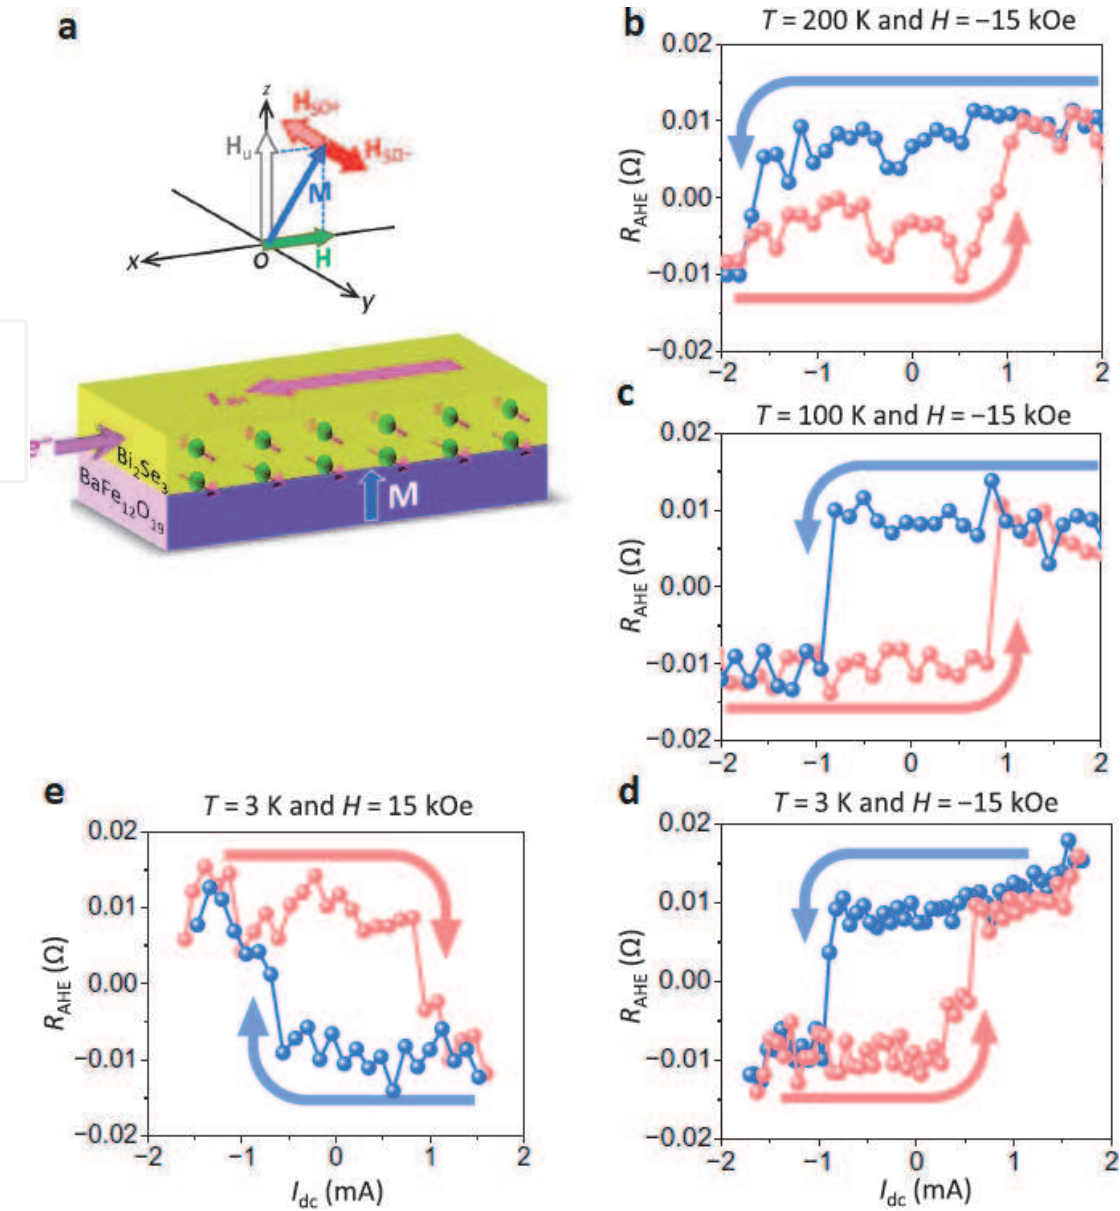 a
z
H_SO+
H_u
H_SO−
M
x
O
H
y
Bi₂Se₃
BaFe₁₂O₁₉
M
e⁻
b
T = 200 K and H = −15 kOe
0.02
0.01
0.00
−0.01
−0.02
R_AHE (Ω)
−2 −1 0 1 2
c
T = 100 K and H = −15 kOe
0.02
0.01
0.00
−0.01
−0.02
R_AHE (Ω)
−2 −1 0 1 2
e
T = 3 K and H = 15 kOe
0.02
0.01
0.00
−0.01
−0.02
R_AHE (Ω)
−2 −1 0 1 2
I_dc (mA)
d
T = 3 K and H = −15 kOe
0.02
0.01
0.00
−0.01
−0.02
R_AHE (Ω)
−2 −1 0 1 2
I_dc (mA)